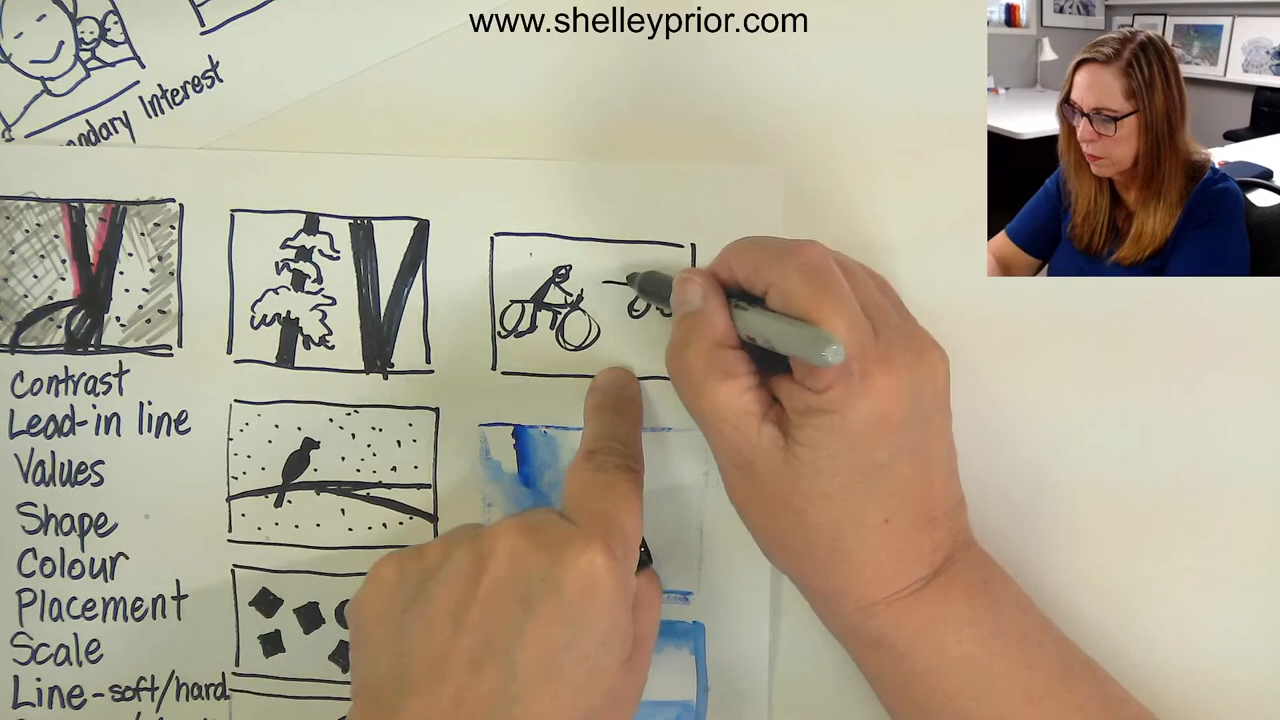 www.shelleyprior.com
Interest
Contrast
Lead-in line
Values
Shape
Colour
Placement
Scale
Line-soft/hard